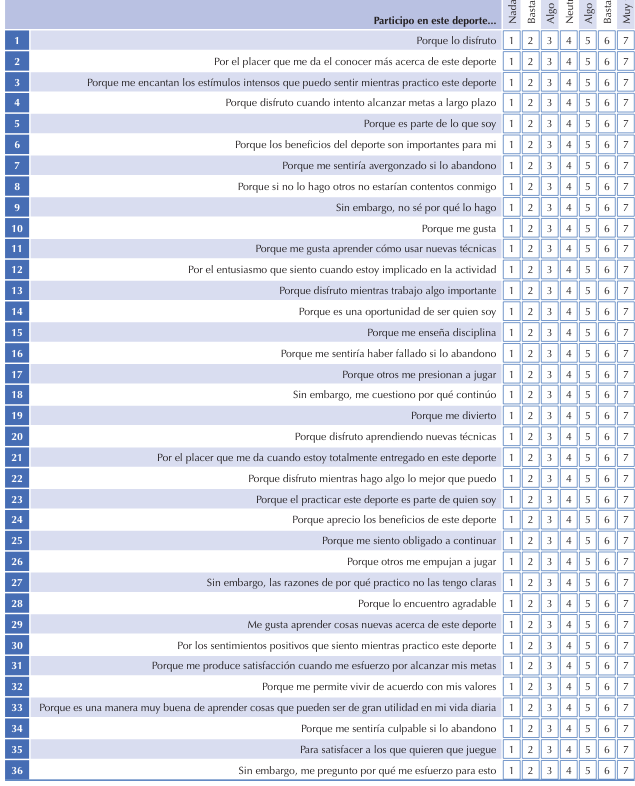 Participo en este deporte... Nada Basta Algo Neut Algo Basta Muy
1 Porque lo disfruto 1 2 3 4 5 6 7
2 Por el placer que me da el conocer más acerca de este deporte 1 2 3 4 5 6 7
3 Porque me encantan los estímulos intensos que puedo sentir mientras practico este deporte 1 2 3 4 5 6 7
4 Porque disfruto cuando intento alcanzar metas a largo plazo 1 2 3 4 5 6 7
5 Porque es parte de lo que soy 1 2 3 4 5 6 7
6 Porque los beneficios del deporte son importantes para mi 1 2 3 4 5 6 7
7 Porque me sentiría avergonzado si lo abandono 1 2 3 4 5 6 7
8 Porque si no lo hago otros no estarían contentos conmigo 1 2 3 4 5 6 7
9 Sin embargo, no sé por qué lo hago 1 2 3 4 5 6 7
10 Porque me gusta 1 2 3 4 5 6 7
11 Porque me gusta aprender cómo usar nuevas técnicas 1 2 3 4 5 6 7
12 Por el entusiasmo que siento cuando estoy implicado en la actividad 1 2 3 4 5 6 7
13 Porque disfruto mientras trabajo algo importante 1 2 3 4 5 6 7
14 Porque es una oportunidad de ser quien soy 1 2 3 4 5 6 7
15 Porque me enseña disciplina 1 2 3 4 5 6 7
16 Porque me sentiría haber fallado si lo abandono 1 2 3 4 5 6 7
17 Porque otros me presionan a jugar 1 2 3 4 5 6 7
18 Sin embargo, me cuestiono por qué continúo 1 2 3 4 5 6 7
19 Porque me divierto 1 2 3 4 5 6 7
20 Porque disfruto aprendiendo nuevas técnicas 1 2 3 4 5 6 7
21 Por el placer que me da cuando estoy totalmente entregado en este deporte 1 2 3 4 5 6 7
22 Porque disfruto mientras hago algo lo mejor que puedo 1 2 3 4 5 6 7
23 Porque el practicar este deporte es parte de quien soy 1 2 3 4 5 6 7
24 Porque aprecio los beneficios de este deporte 1 2 3 4 5 6 7
25 Porque me siento obligado a continuar 1 2 3 4 5 6 7
26 Porque otros me empujan a jugar 1 2 3 4 5 6 7
27 Sin embargo, las razones de por qué practico no las tengo claras 1 2 3 4 5 6 7
28 Porque lo encuentro agradable 1 2 3 4 5 6 7
29 Me gusta aprender cosas nuevas acerca de este deporte 1 2 3 4 5 6 7
30 Por los sentimientos positivos que siento mientras practico este deporte 1 2 3 4 5 6 7
31 Porque me produce satisfacción cuando me esfuerzo por alcanzar mis metas 1 2 3 4 5 6 7
32 Porque me permite vivir de acuerdo con mis valores 1 2 3 4 5 6 7
33 Porque es una manera muy buena de aprender cosas que pueden ser de gran utilidad en mi vida diaria 1 2 3 4 5 6 7
34 Porque me sentiría culpable si lo abandono 1 2 3 4 5 6 7
35 Para satisfacer a los que quieren que juegue 1 2 3 4 5 6 7
36 Sin embargo, me pregunto por qué me esfuerzo para esto 1 2 3 4 5 6 7